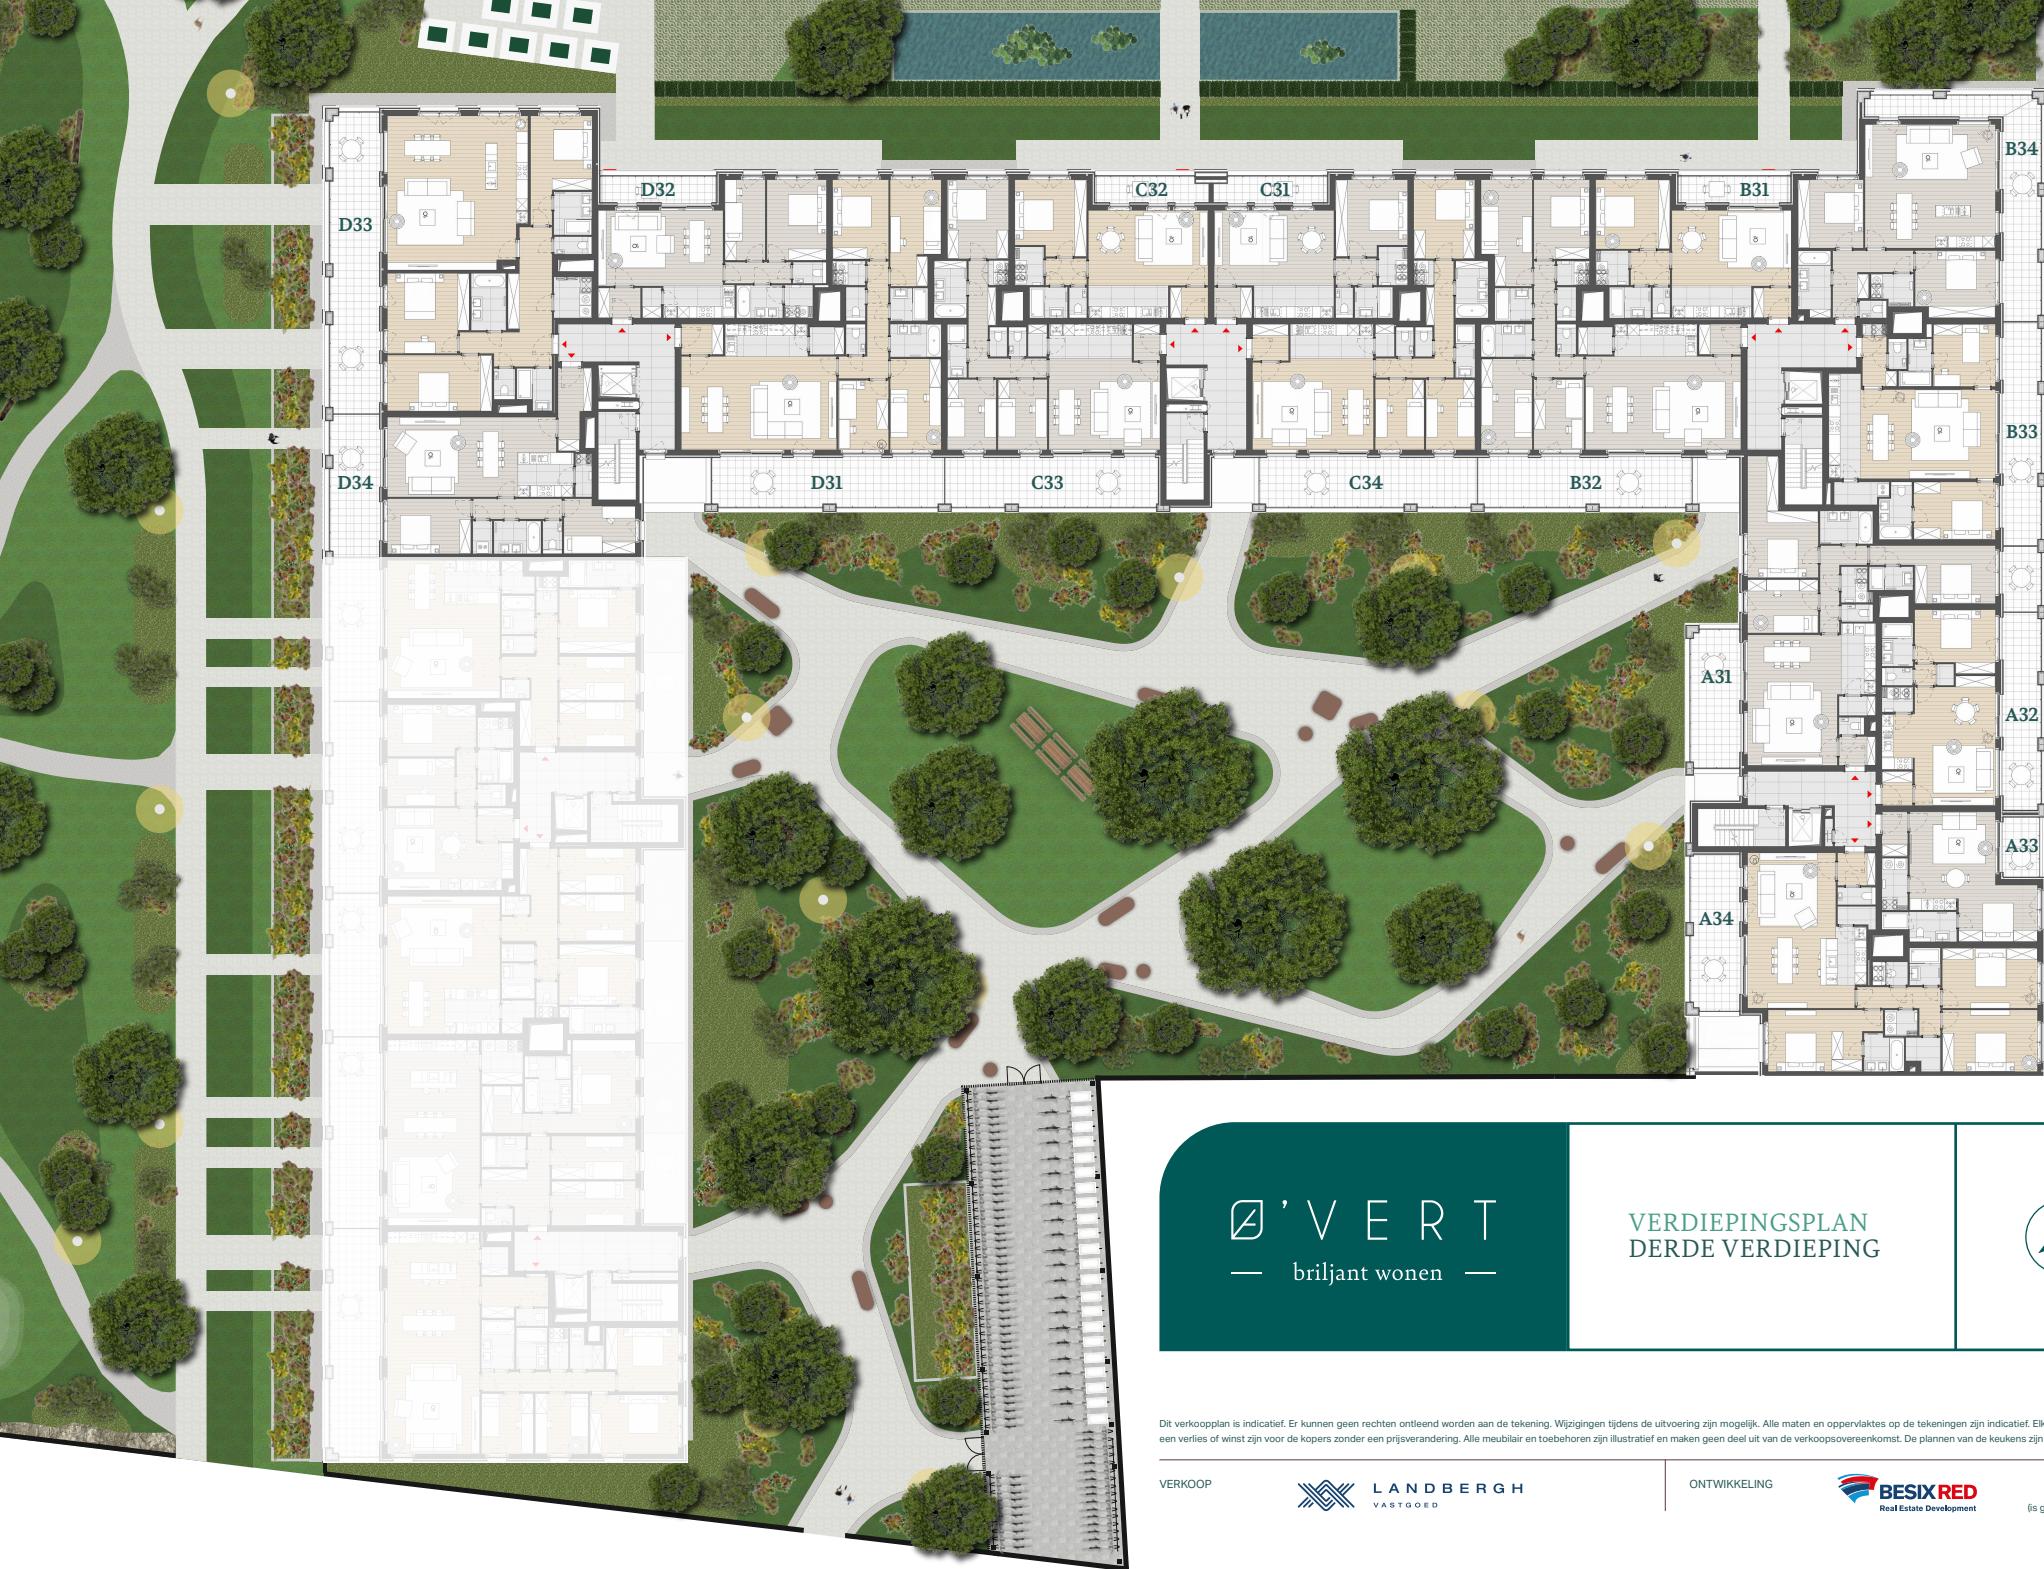 B34
D32
C32
C31
B31
D33
B33
D34
D31
C33
C34
B32
A31
A32
A33
A34
Ø'VERT
briljant wonen
VERDIEPINGSPLAN
DERDE VERDIEPING
Dit verkoopplan is indicatief. Er kunnen geen rechten ontleend worden aan de tekening. Wijzigingen tijdens de uitvoering zijn mogelijk. Alle maten en oppervlaktes op de tekeningen zijn indicatief.
een verlies of winst zijn voor de kopers zonder een prijsverandering. Alle meubilair en toebehoren zijn illustratief en maken geen deel uit van de verkoopsovereenkomst. De plannen van de keukens zijn
VERKOOP
LANDBERGH
VASTGOED
ONTWIKKELING
BESIX RED
Real Estate Development
(is